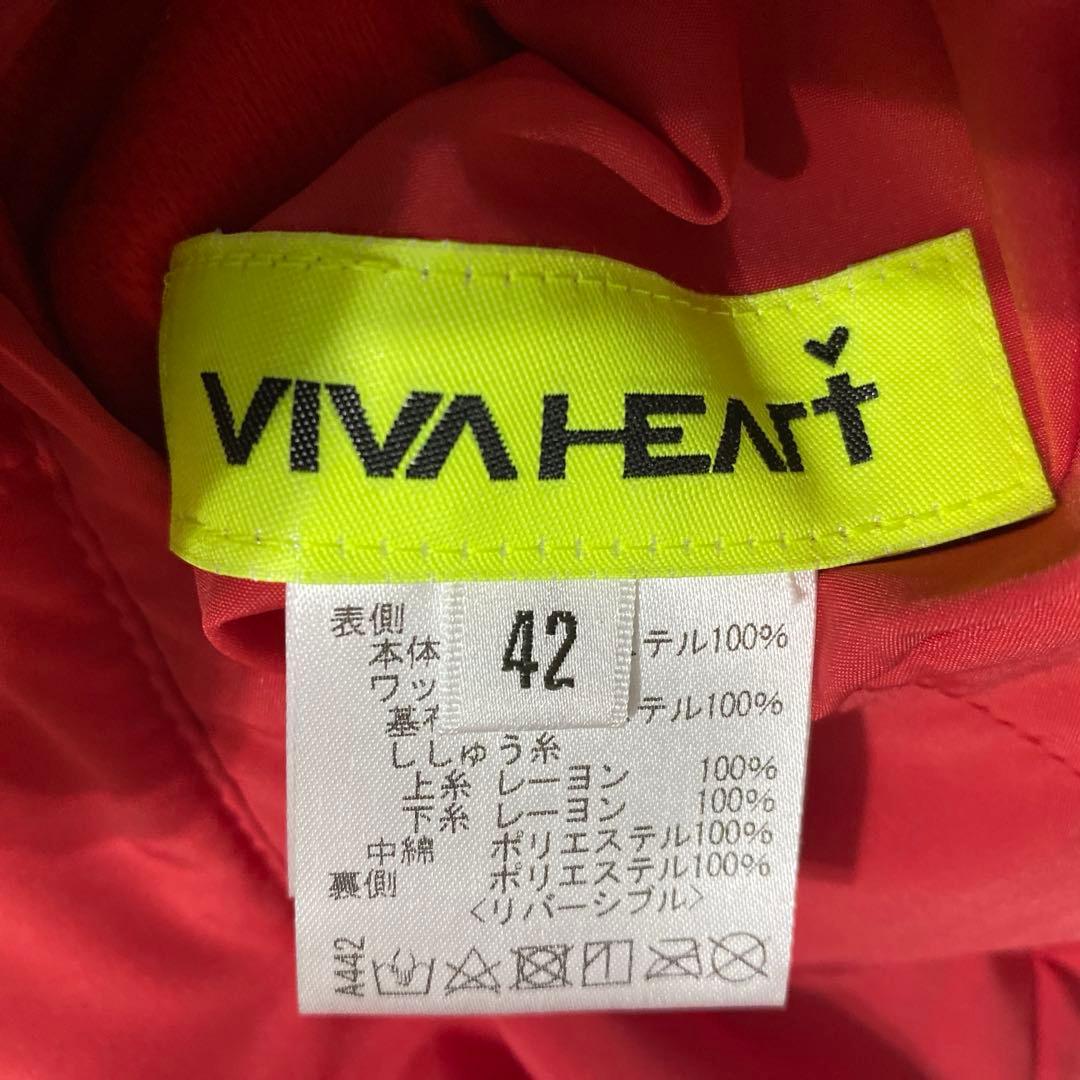 VIVA HEArt
42
表側
本体 ステル100%
ワッ
基布 テル100%
ししゅう糸
上糸 レーヨン 100%
下糸 レーヨン 100%
中綿 ポリエステル100%
裏側 ポリエステル100%
<リバーシブル>
A442